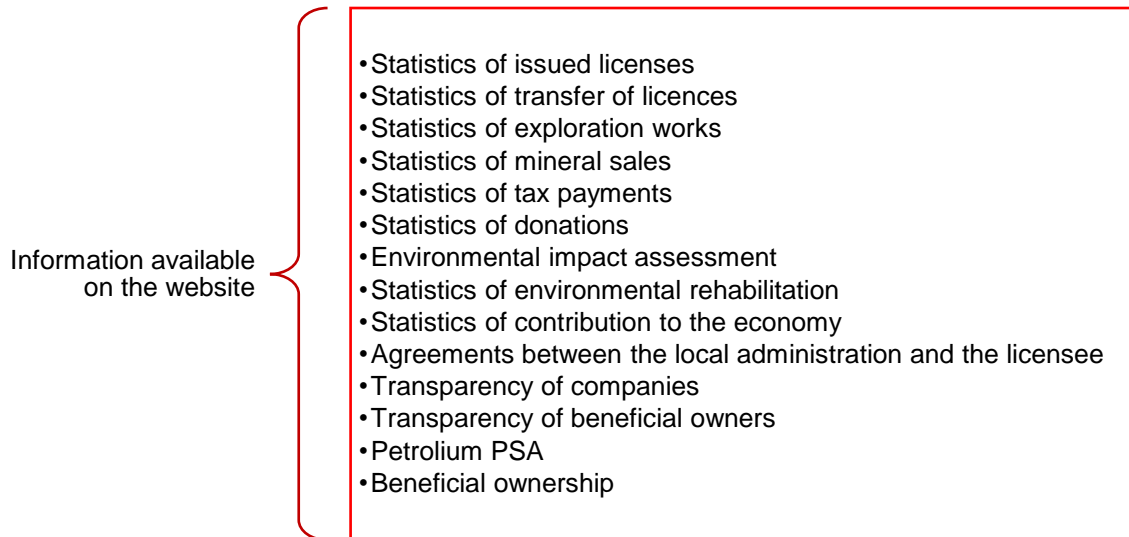 Information available
on the website
•Statistics of issued licenses
•Statistics of transfer of licences
•Statistics of exploration works
•Statistics of mineral sales
•Statistics of tax payments
•Statistics of donations
•Environmental impact assessment
•Statistics of environmental rehabilitation
•Statistics of contribution to the economy
•Agreements between the local administration and the licensee
•Transparency of companies
•Transparency of beneficial owners
•Petrolium PSA
•Beneficial ownership